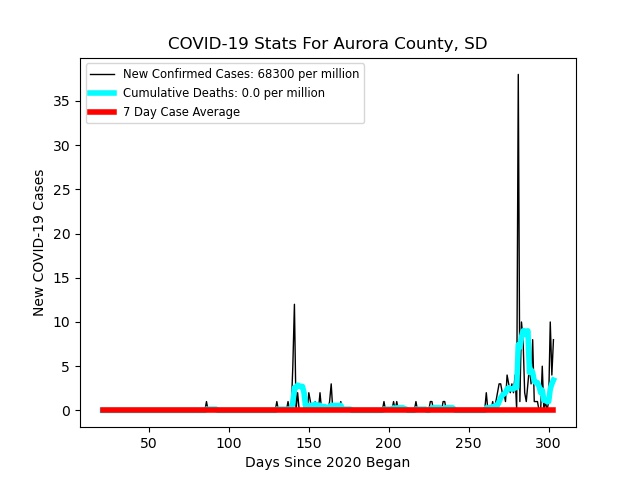 COVID-19 Stats For Aurora County, SD
New Confirmed Cases: 68300 per million
Cumulative Deaths: 0.0 per million
7 Day Case Average
New COVID-19 Cases
35
30
25
20
15
10
5
0
50 100 150 200 250 300
Days Since 2020 Began